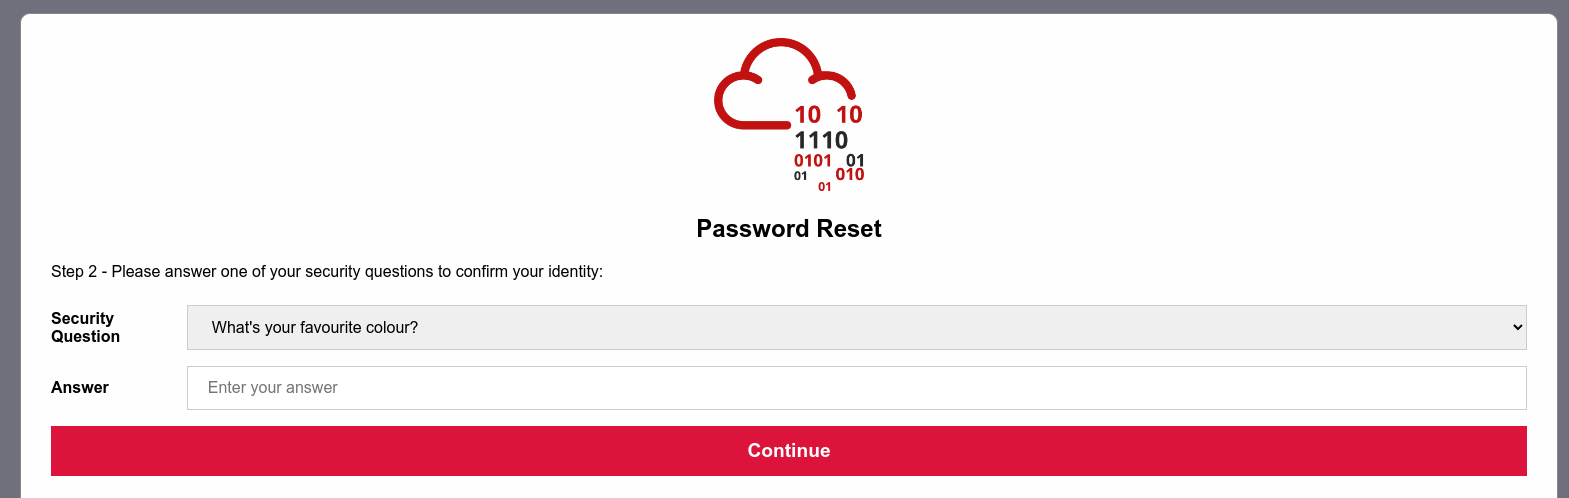 10 10
1110
0101 01
01 010
01
Password Reset
Step 2 - Please answer one of your security questions to confirm your identity:
Security
Question
What's your favourite colour?
Answer
Enter your answer
Continue